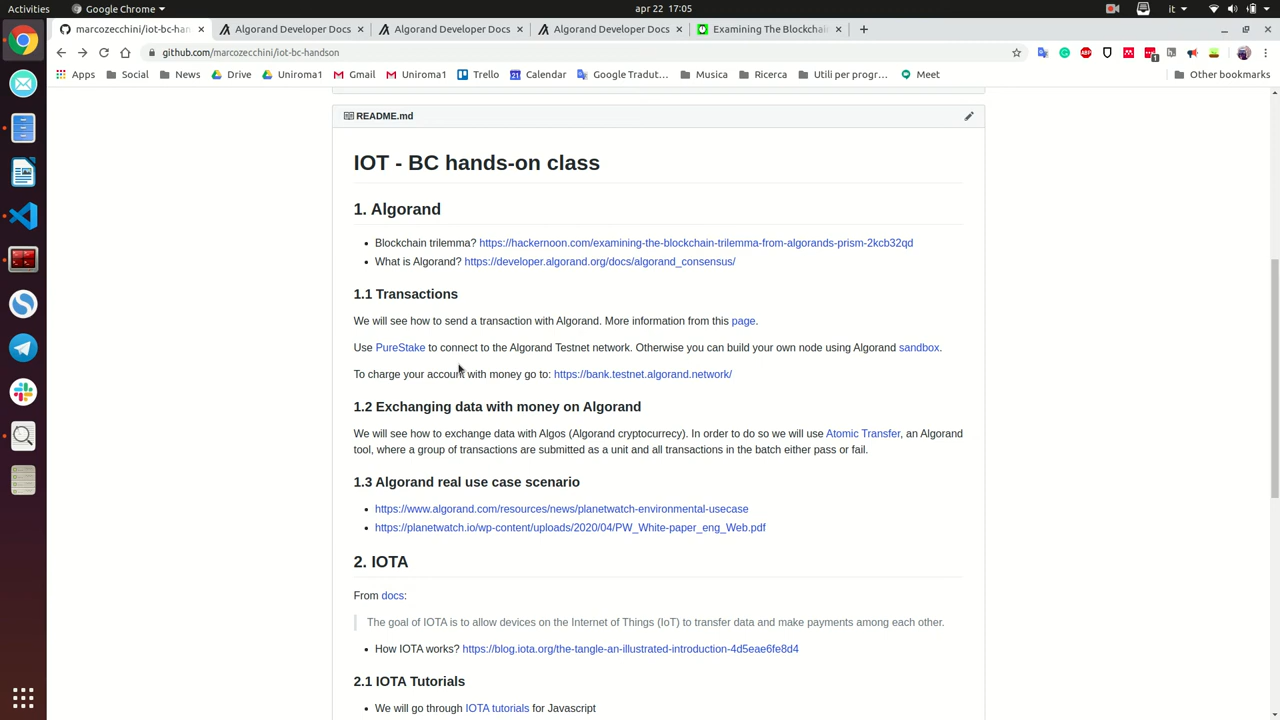 Activities
Google Chrome
apr 22 17:05
it
marcozecchini/iot-bc-ha
Algorand Developer Docs
Algorand Developer Docs
Algorand Developer Docs
Examining The Blockchai
github.com/marcozecchini/iot-bc-handson
Apps
Social
News
Drive
Uniroma1
Gmail
Uniroma1
Trello
Calendar
Google Tradut...
Musica
Ricerca
Utili per progr...
Meet
Other bookmarks
README.md
IOT - BC hands-on class
1. Algorand
• Blockchain trilemma? https://hackernoon.com/examining-the-blockchain-trilemma-from-algorands-prism-2kcb32qd
• What is Algorand? https://developer.algorand.org/docs/algorand_consensus/
1.1 Transactions
We will see how to send a transaction with Algorand. More information from this page.
Use PureStake to connect to the Algorand Testnet network. Otherwise you can build your own node using Algorand sandbox.
To charge your account with money go to: https://bank.testnet.algorand.network/
1.2 Exchanging data with money on Algorand
We will see how to exchange data with Algos (Algorand cryptocurrecy). In order to do so we will use Atomic Transfer, an Algorand
tool, where a group of transactions are submitted as a unit and all transactions in the batch either pass or fail.
1.3 Algorand real use case scenario
• https://www.algorand.com/resources/news/planetwatch-environmental-usecase
• https://planetwatch.io/wp-content/uploads/2020/04/PW_White-paper_eng_Web.pdf
2. IOTA
From docs:
The goal of IOTA is to allow devices on the Internet of Things (IoT) to transfer data and make payments among each other.
• How IOTA works? https://blog.iota.org/the-tangle-an-illustrated-introduction-4d5eae6fe8d4
2.1 IOTA Tutorials
• We will go through IOTA tutorials for Javascript